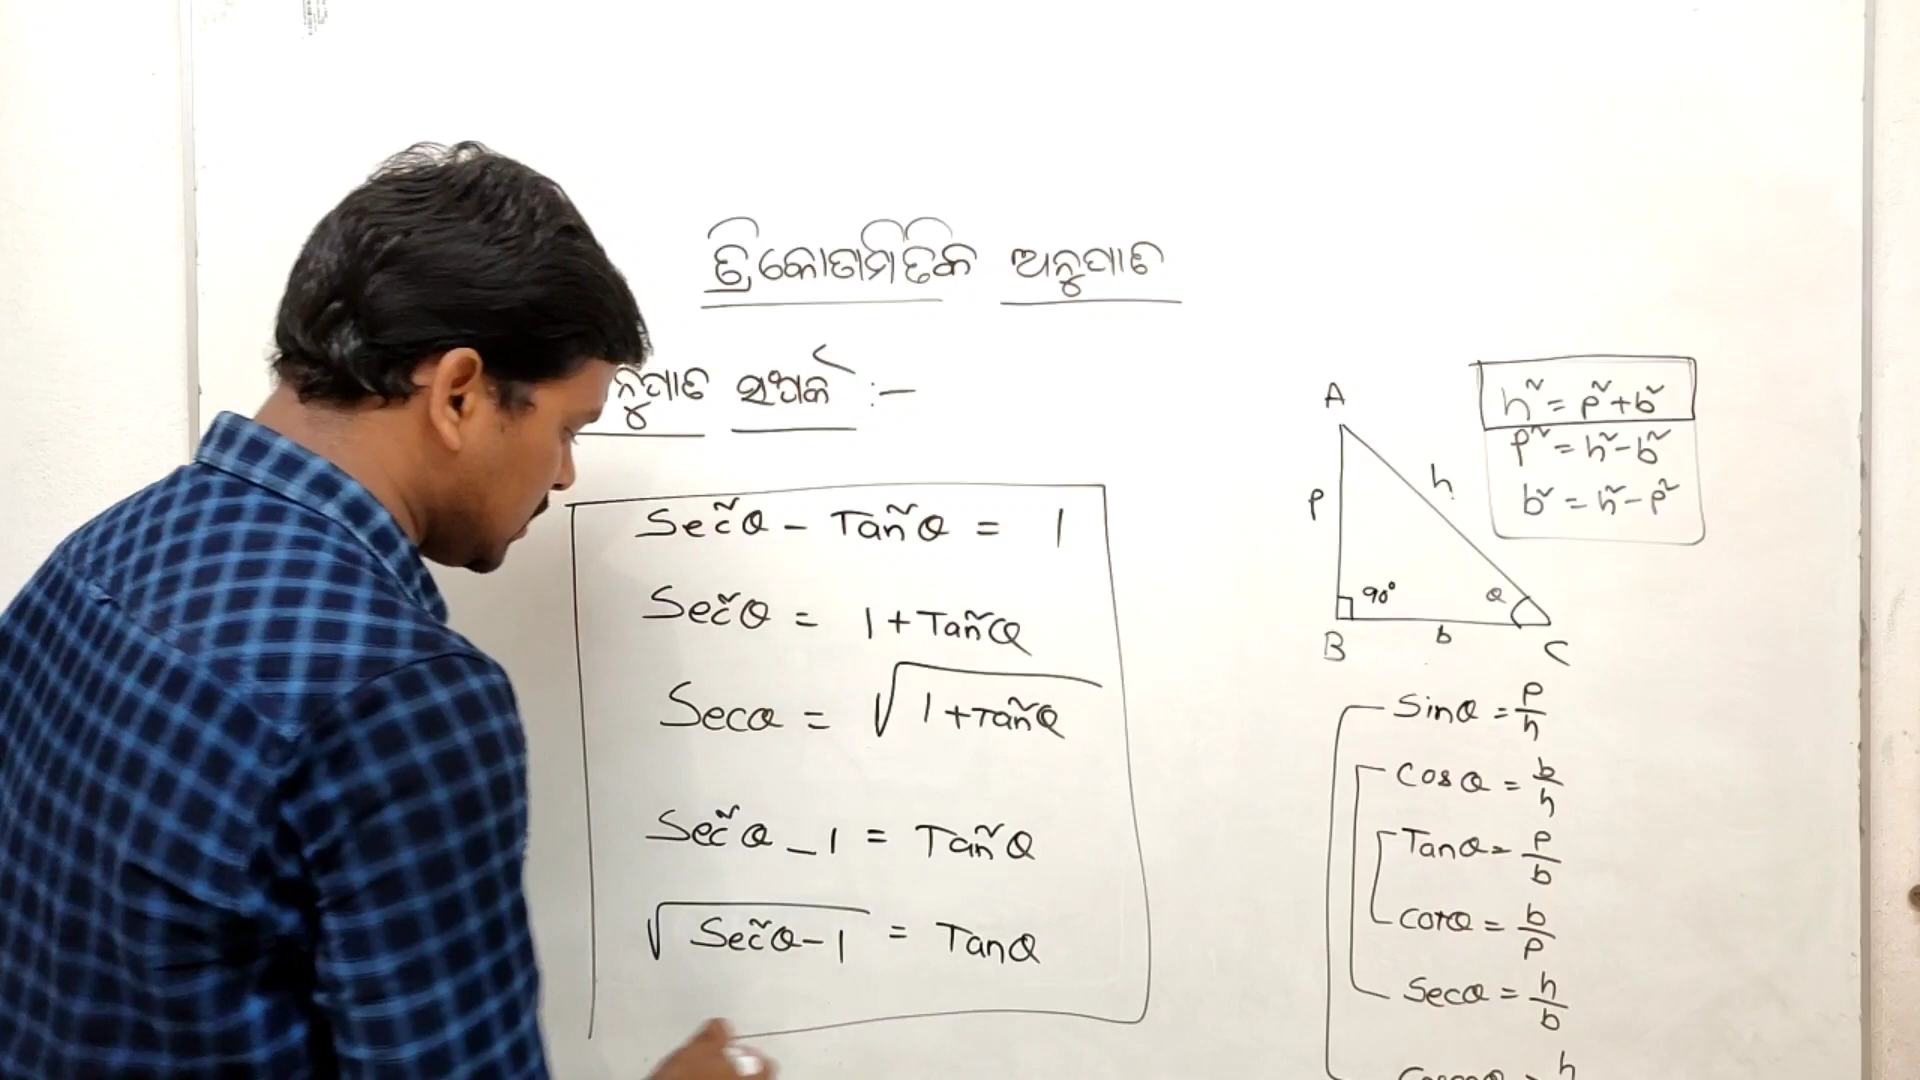 ତ୍ରିକୋଣମିତିକ ଅନୁପାତ
ନୁପାତ ସଂପର୍କ :-
Sec²θ - Tan²θ = 1
Sec²θ = 1 + Tan²θ
Secθ = √(1 + Tan²θ)
Sec²θ - 1 = Tan²θ
√(Sec²θ - 1) = Tanθ
h² = p² + b²
p² = h² - b²
b² = h² - p²
A
p
h
90°
θ
B
b
C
Sinθ = p/h
Cosθ = b/h
Tanθ = p/b
Cotθ = b/p
Secθ = h/b